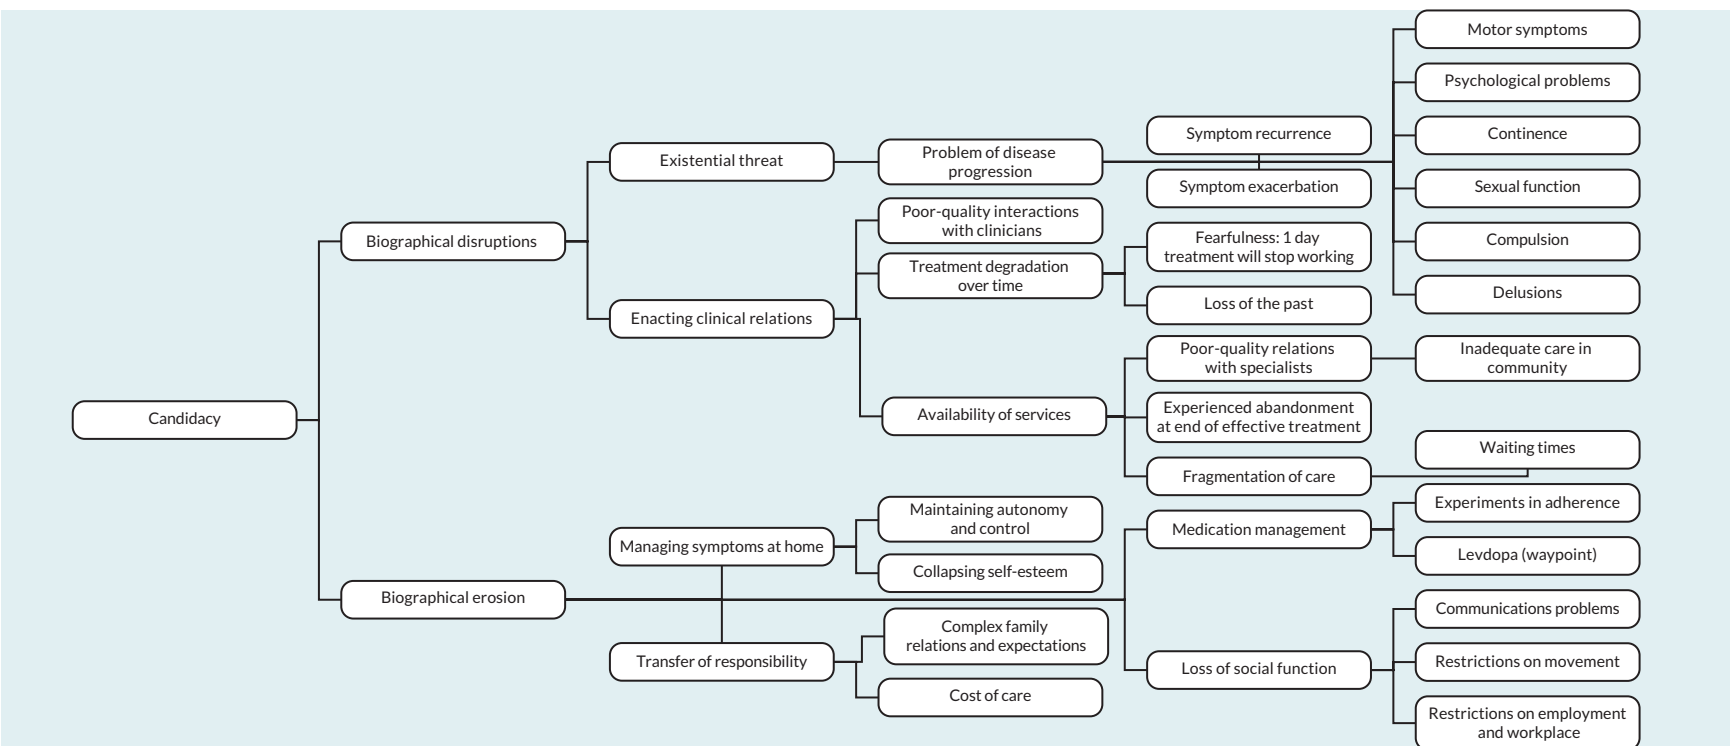 Candidacy
Biographical disruptions
Biographical erosion
Existential threat
Enacting clinical relations
Managing symptoms at home
Transfer of responsibility
Problem of disease
progression
Poor-quality interactions
with clinicians
Treatment degradation
over time
Availability of services
Maintaining autonomy
and control
Collapsing self-esteem
Complex family
relations and expectations
Cost of care
Symptom recurrence
Symptom exacerbation
Fearfulness: 1 day
treatment will stop working
Loss of the past
Poor-quality relations
with specialists
Experienced abandonment
at end of effective treatment
Fragmentation of care
Medication management
Loss of social function
Motor symptoms
Psychological problems
Continence
Sexual function
Compulsion
Delusions
Inadequate care in
community
Waiting times
Experiments in adherence
Levdopa (waypoint)
Communications problems
Restrictions on movement
Restrictions on employment
and workplace